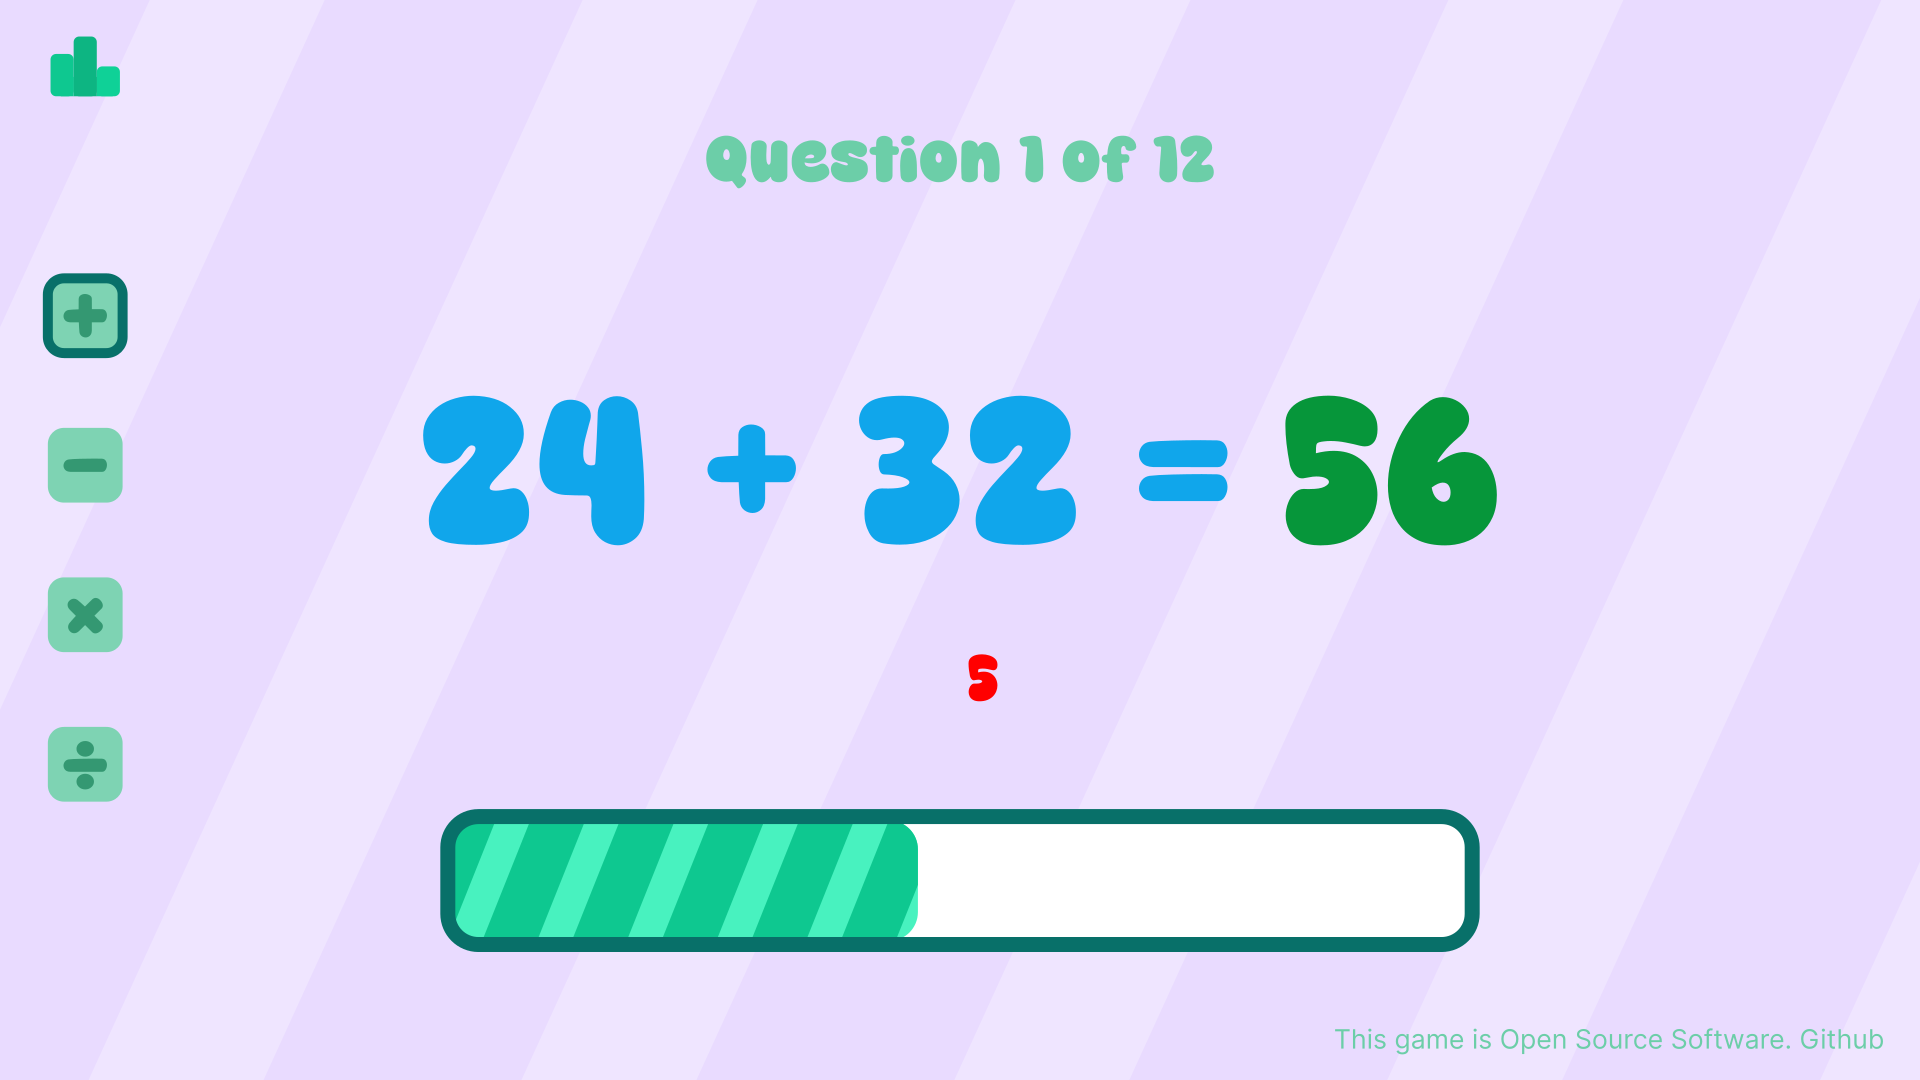 Question 1 of 12
24 + 32 = 56
5
This game is Open Source Software. Github